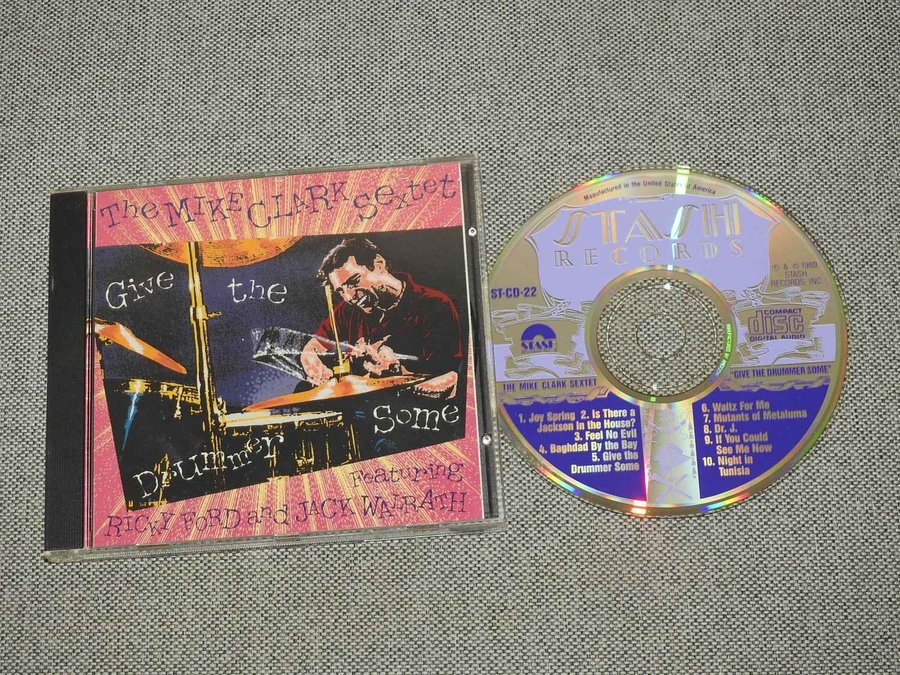 The MIKE CLARK Sextet
Give the
Drummer Some
Featuring
RICKY FORD and JACK WALRATH
Manufactured in the United States of America
STASH
RECORDS
ST-CD-22
℗ & © 1989
STASH
RECORDS, INC.
STASH
COMPACT
disc
DIGITAL AUDIO
THE MIKE CLARK SEXTET
"GIVE THE DRUMMER SOME"
1. Joy Spring 2. Is There a
Jackson in the House?
3. Feel No Evil
4. Baghdad By the Bay
5. Give the
Drummer Some
6. Waltz For Me
7. Mutants of Metaluma
8. Dr. J.
9. If You Could
See Me Now
10. Night in
Tunisia